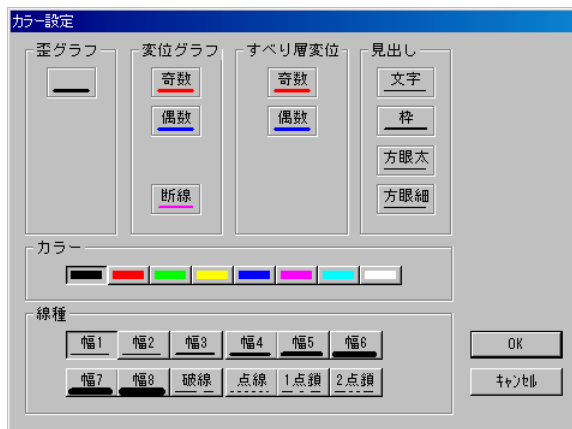 カラー設定
歪グラフ 変位グラフ すべり層変位 見出し
奇数 奇数 文字
偶数 偶数 枠
方眼太
断線 方眼細
カラー
線種
幅1 幅2 幅3 幅4 幅5 幅6 OK
幅7 幅8 破線 点線 1点鎖 2点鎖 ｷｬﾝｾﾙ